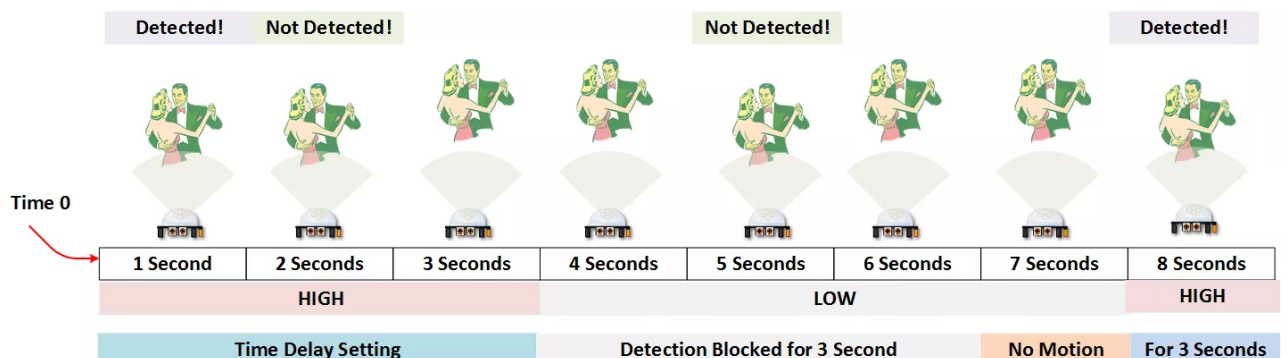 Detected!
Not Detected!
Not Detected!
Detected!
Time 0
1 Second
2 Seconds
3 Seconds
4 Seconds
5 Seconds
6 Seconds
7 Seconds
8 Seconds
HIGH
LOW
HIGH
Time Delay Setting
Detection Blocked for 3 Second
No Motion
For 3 Seconds